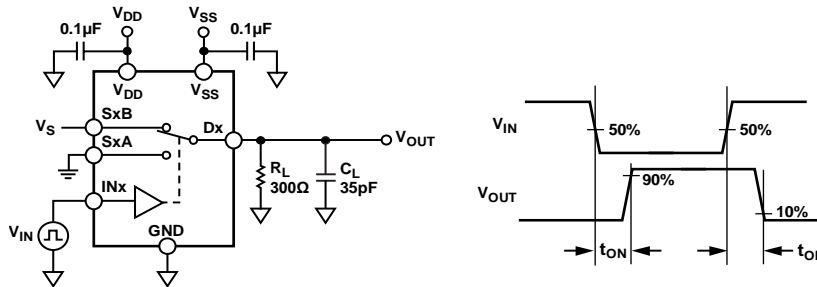 VDD
VSS
0.1µF
0.1µF
VDD
VSS
SxB
VS
Dx
VOUT
SxA
RL
300Ω
CL
35pF
INx
VIN
GND
VIN
50%
50%
VOUT
90%
10%
tON